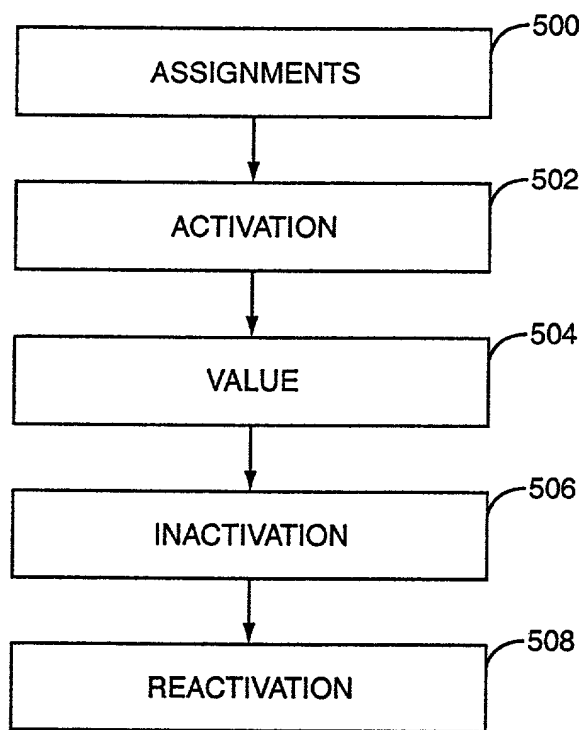 500
ASSIGNMENTS
502
ACTIVATION
504
VALUE
506
INACTIVATION
508
REACTIVATION